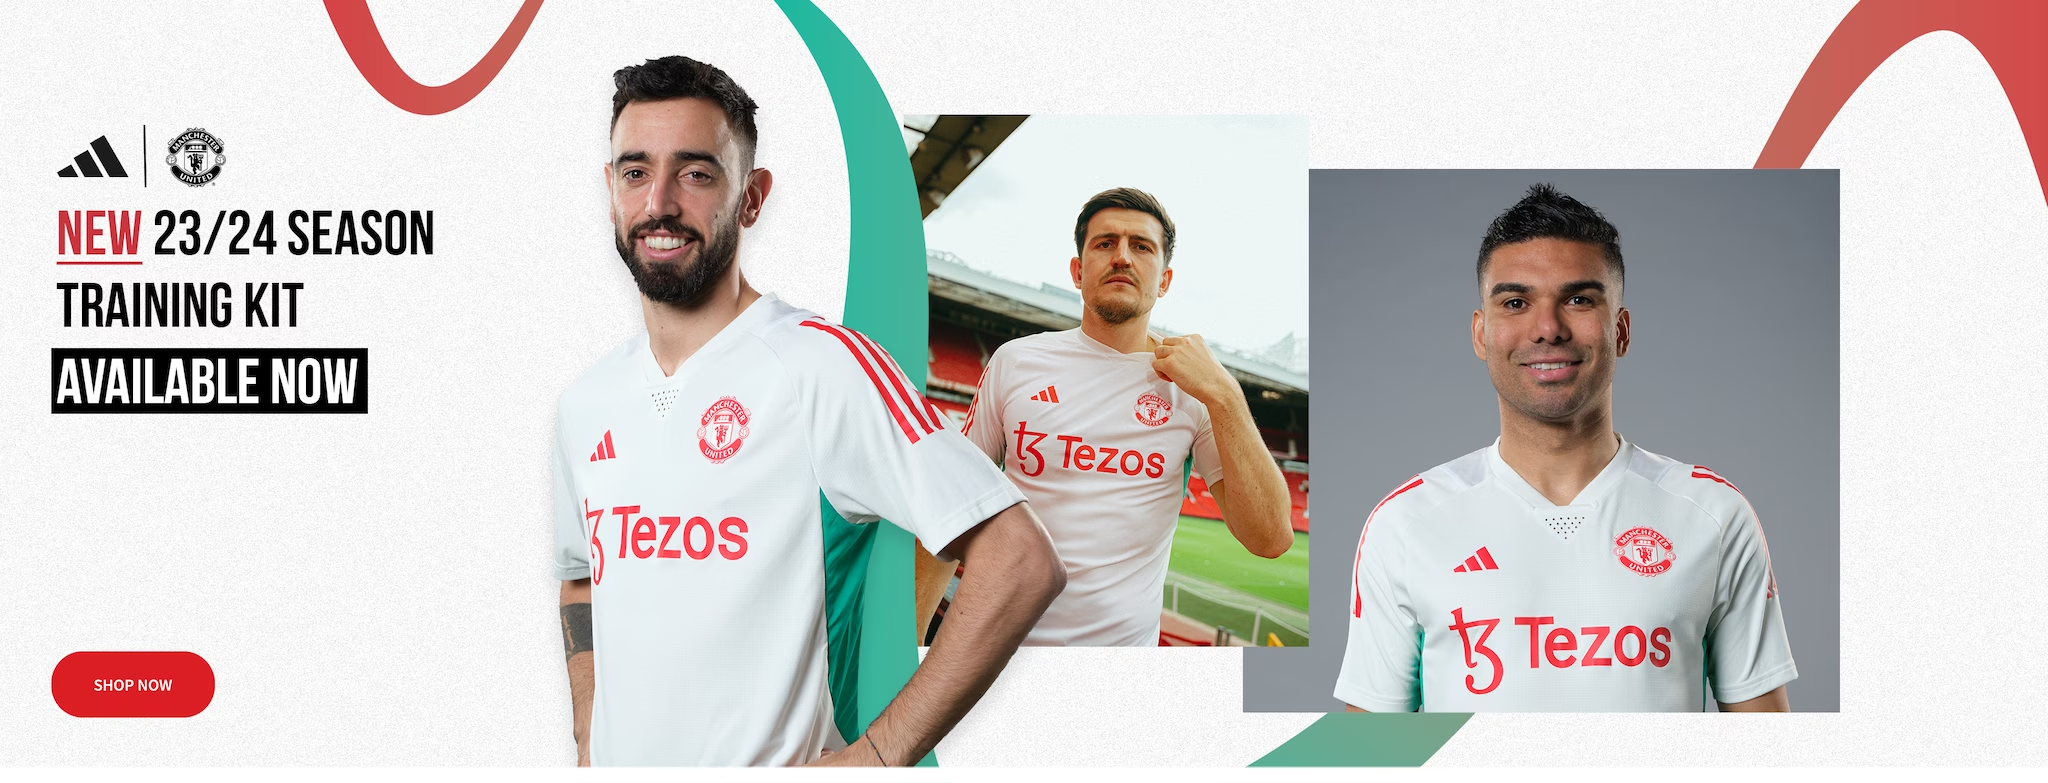 MANCHESTER
UNITED
NEW 23/24 SEASON
TRAINING KIT
AVAILABLE NOW
SHOP NOW
MANCHESTER
UNITED
Tezos
MANCHESTER
UNITED
Tezos
MANCHESTER
UNITED
Tezos